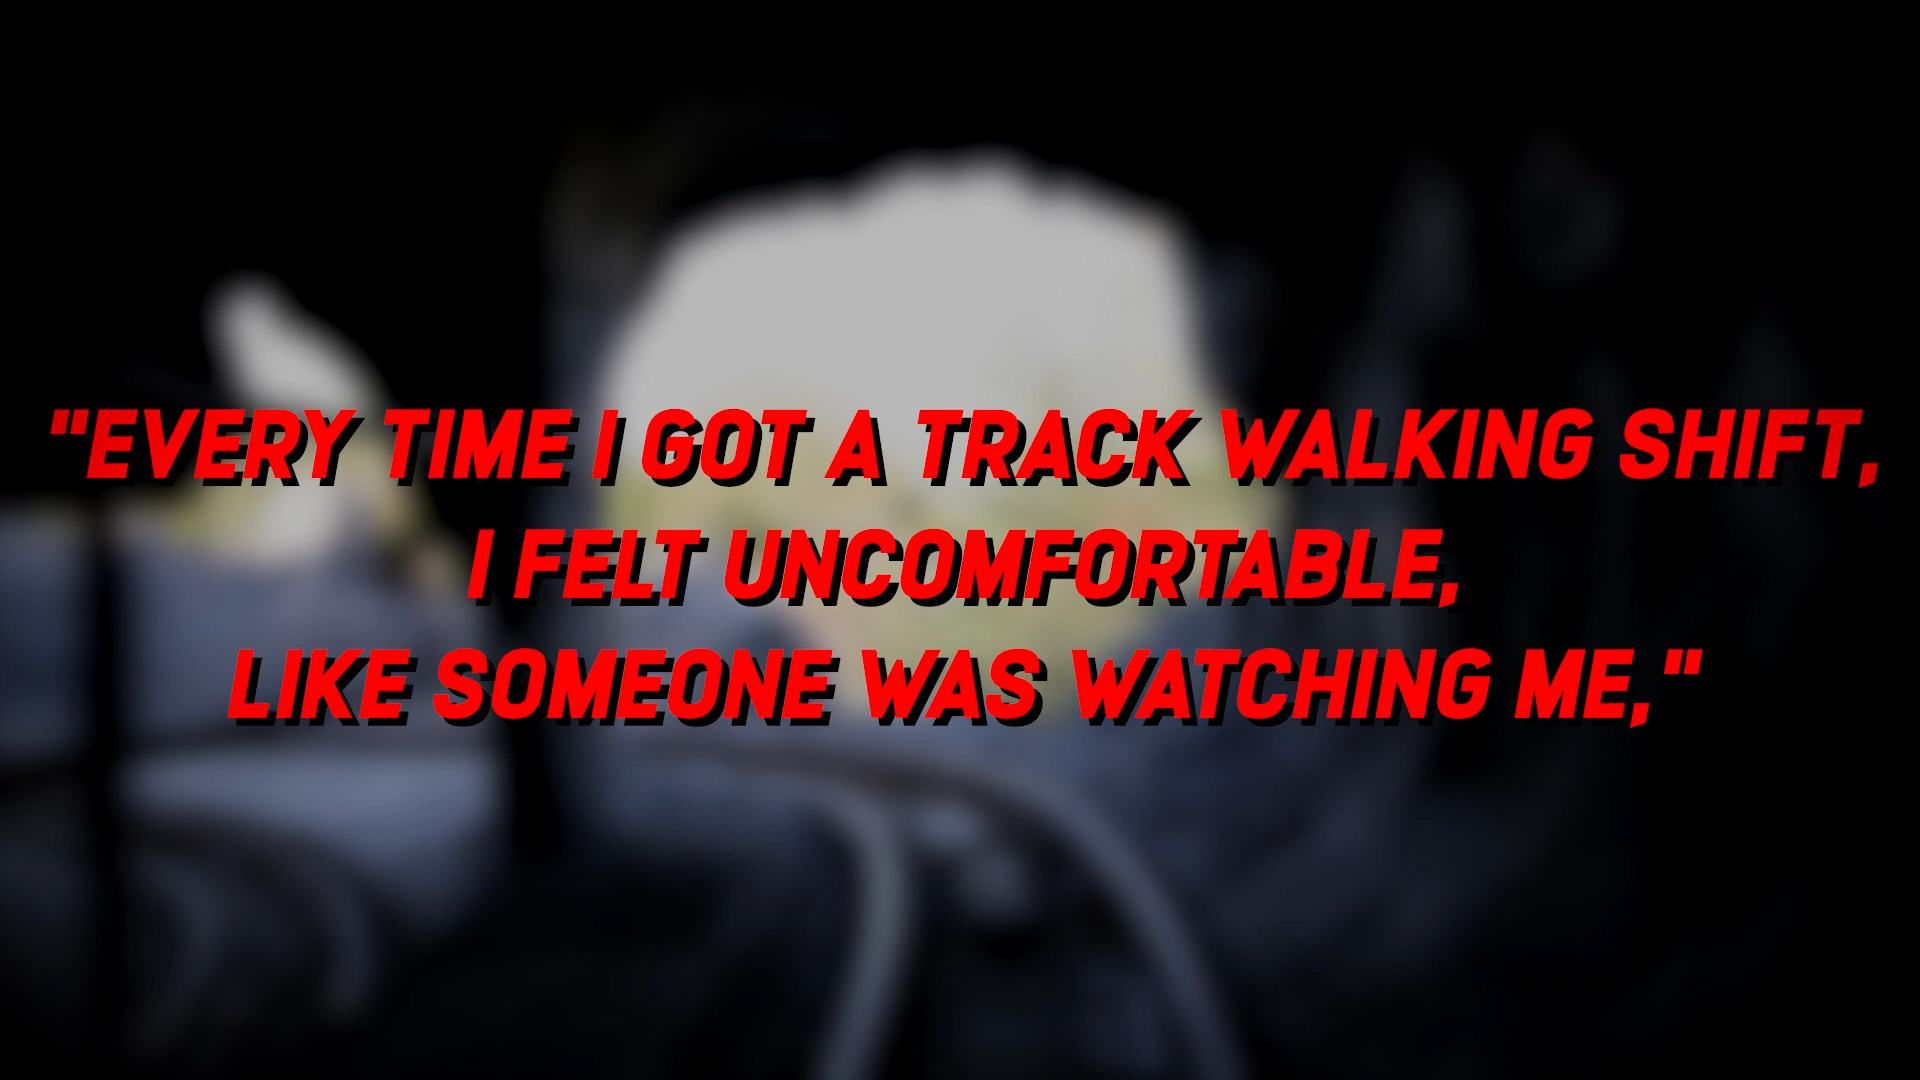 "EVERY TIME I GOT A TRACK WALKING SHIFT,
I FELT UNCOMFORTABLE,
LIKE SOMEONE WAS WATCHING ME,"